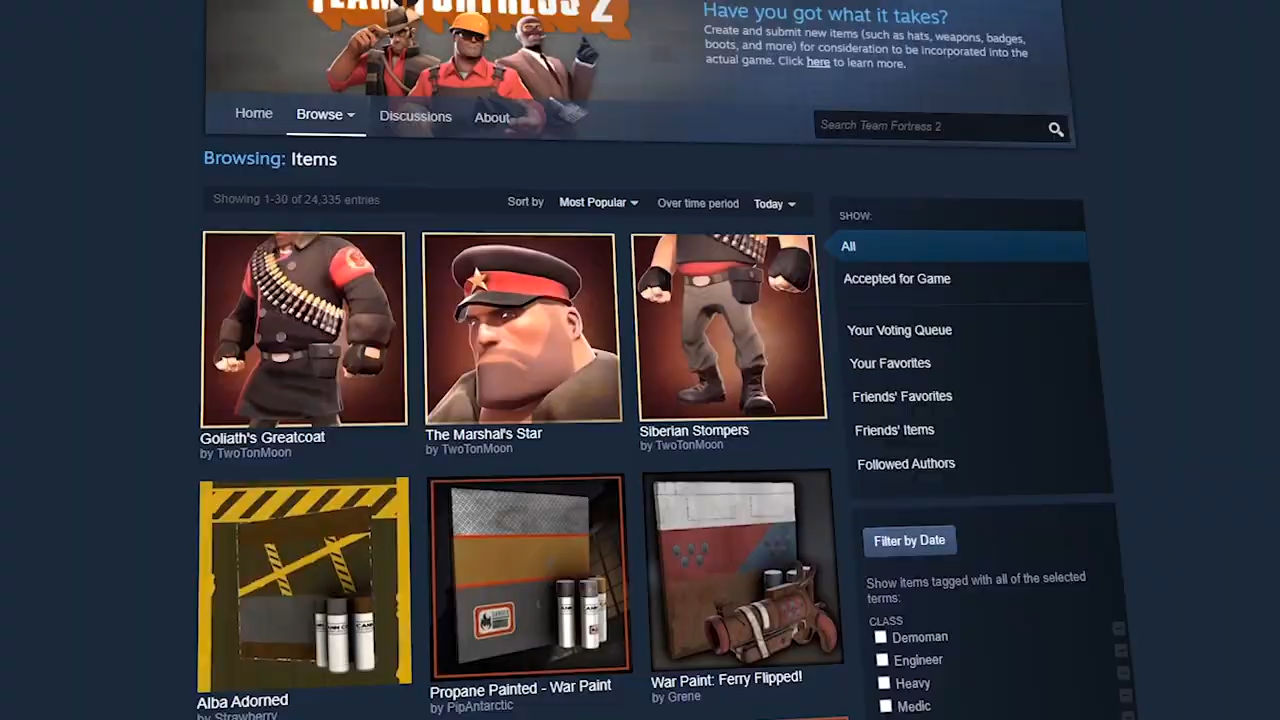 TEAM FORTRESS 2
Have you got what it takes?
Create and submit new items (such as hats, weapons, badges,
boots, and more) for consideration to be incorporated into the
actual game. Click here to learn more.
Home
Browse
Discussions
About
Search Team Fortress 2
Browsing: Items
Showing 1-30 of 24,335 entries
Sort by
Most Popular
Over time period
Today
SHOW:
All
Accepted for Game
Your Voting Queue
Your Favorites
Friends' Favorites
Friends' Items
Followed Authors
Goliath's Greatcoat
by TwoTonMoon
The Marshal's Star
by TwoTonMoon
Siberian Stompers
by TwoTonMoon
Filter by Date
Show items tagged with all of the selected
terms:
CLASS
Demoman
Engineer
Heavy
Medic
DANGER
Alba Adorned
by Strawberry
Propane Painted - War Paint
by PipAntarctic
War Paint: Ferry Flipped!
by Grene